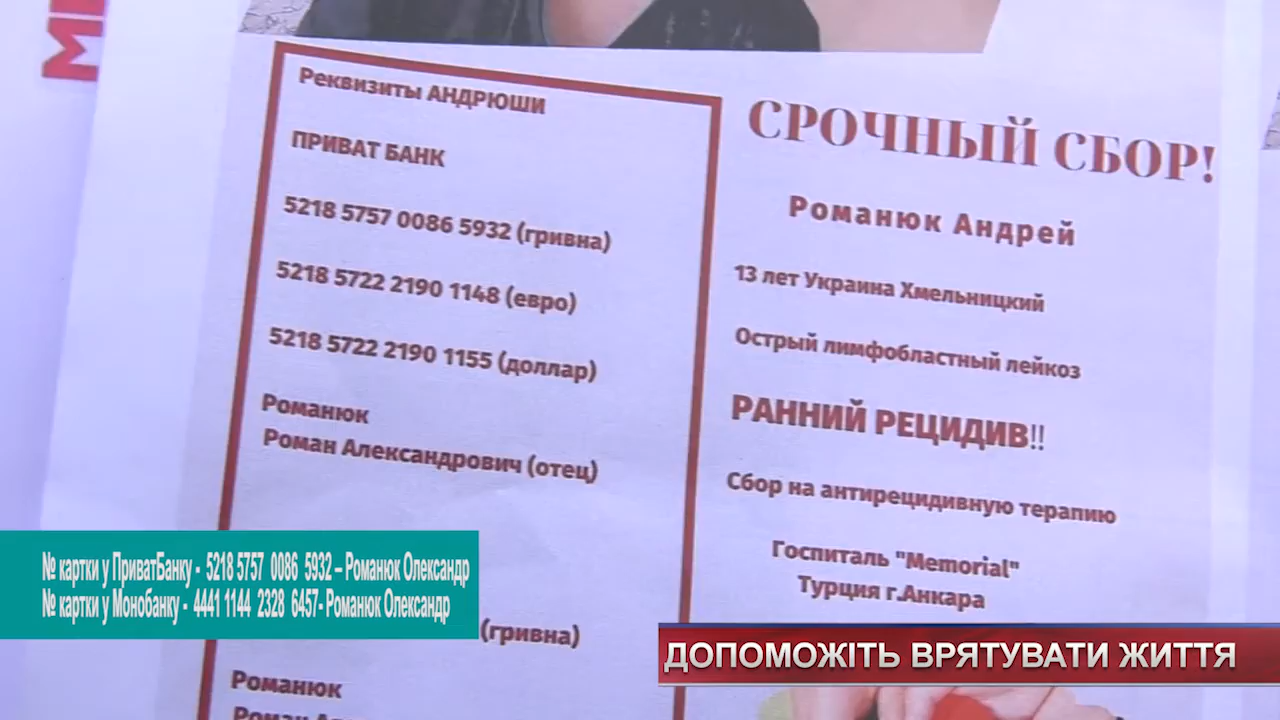 Реквизиты АНДРЮШИ
ПРИВАТ БАНК
5218 5757 0086 5932 (гривна)
5218 5722 2190 1148 (евро)
5218 5722 2190 1155 (доллар)
Романюк
Роман Александрович (отец)
(гривна)
Романюк
Роман
СРОЧНЫЙ СБОР!
Романюк Андрей
13 лет Украина Хмельницкий
Острый лимфобластный лейкоз
РАННИЙ РЕЦИДИВ!!
Сбор на антирецидивную терапию
Госпиталь "Memorial"
Турция г.Анкара
№ картки у ПриватБанку - 5218 5757 0086 5932 – Романюк Олександр
№ картки у Монобанку - 4441 1144 2328 6457- Романюк Олександр
ДОПОМОЖІТЬ ВРЯТУВАТИ ЖИТТЯ